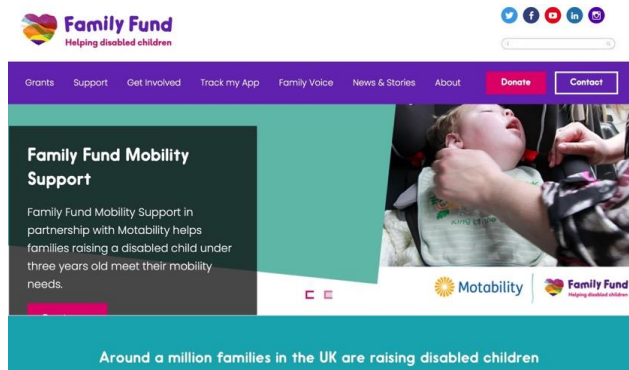 Family Fund
Helping disabled children
Grants Support Get Involved Track my App Family Voice News & Stories About Donate Contact
Family Fund Mobility
Support
Family Fund Mobility Support in
partnership with Motability helps
families raising a disabled child under
three years old meet their mobility
needs.
Motability
Family Fund
Helping disabled children
Around a million families in the UK are raising disabled children